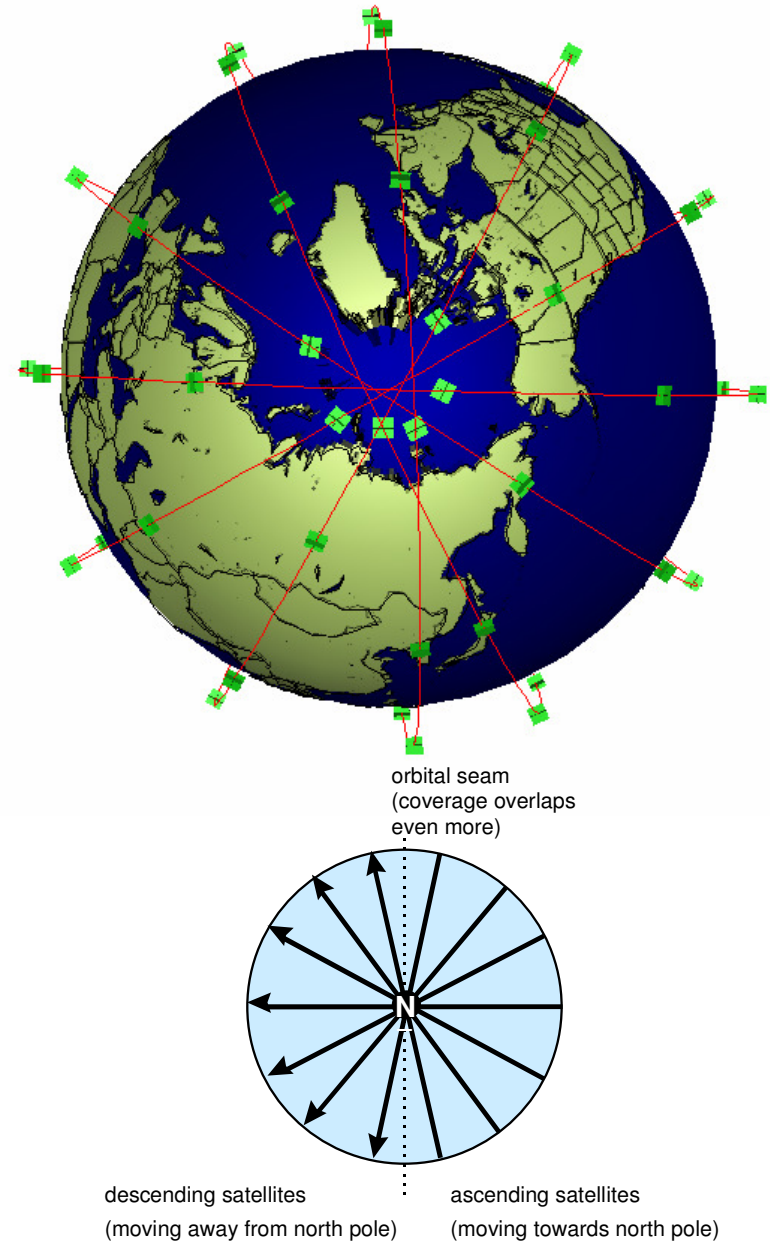 orbital seam
(coverage overlaps
even more)
N
descending satellites
(moving away from north pole)
ascending satellites
(moving towards north pole)